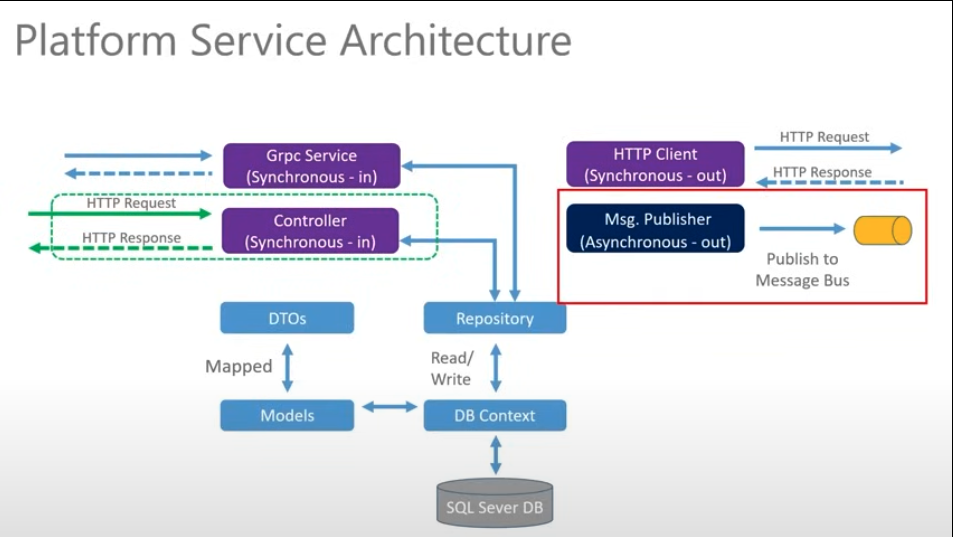 Platform Service Architecture
Grpc Service
(Synchronous - in)
HTTP Request
Controller
(Synchronous - in)
HTTP Response
HTTP Client
(Synchronous - out)
HTTP Request
HTTP Response
Msg. Publisher
(Asynchronous - out)
Publish to
Message Bus
DTOs
Repository
Mapped
Read/
Write
Models
DB Context
SQL Sever DB